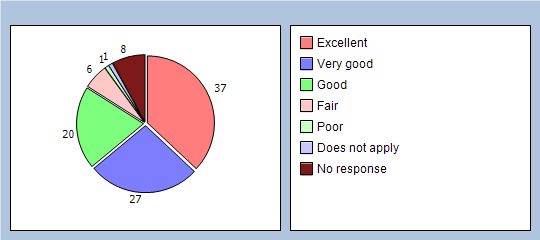 8
1
1
6
37
20
27
Excellent
Very good
Good
Fair
Poor
Does not apply
No response